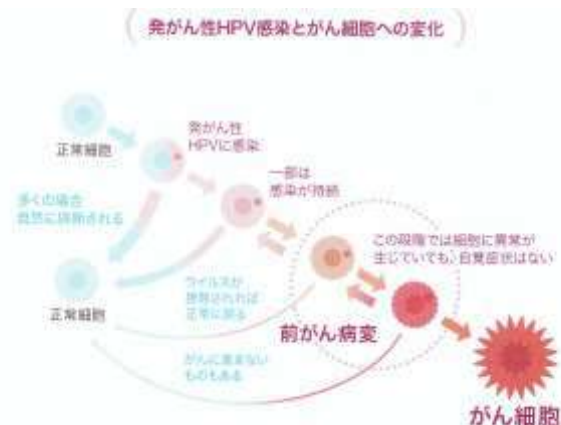 発がん性HPV感染とがん細胞への変化
正常細胞
発がん性
HPVに感染
一部は
感染が持続
多くの場合
自然に排除される
この段階では細胞に異常が
生じていても、自覚症状はない
正常細胞
ウイルスが
排除されれば
正常に戻る
前がん病変
がんに進まない
ものもある
がん細胞